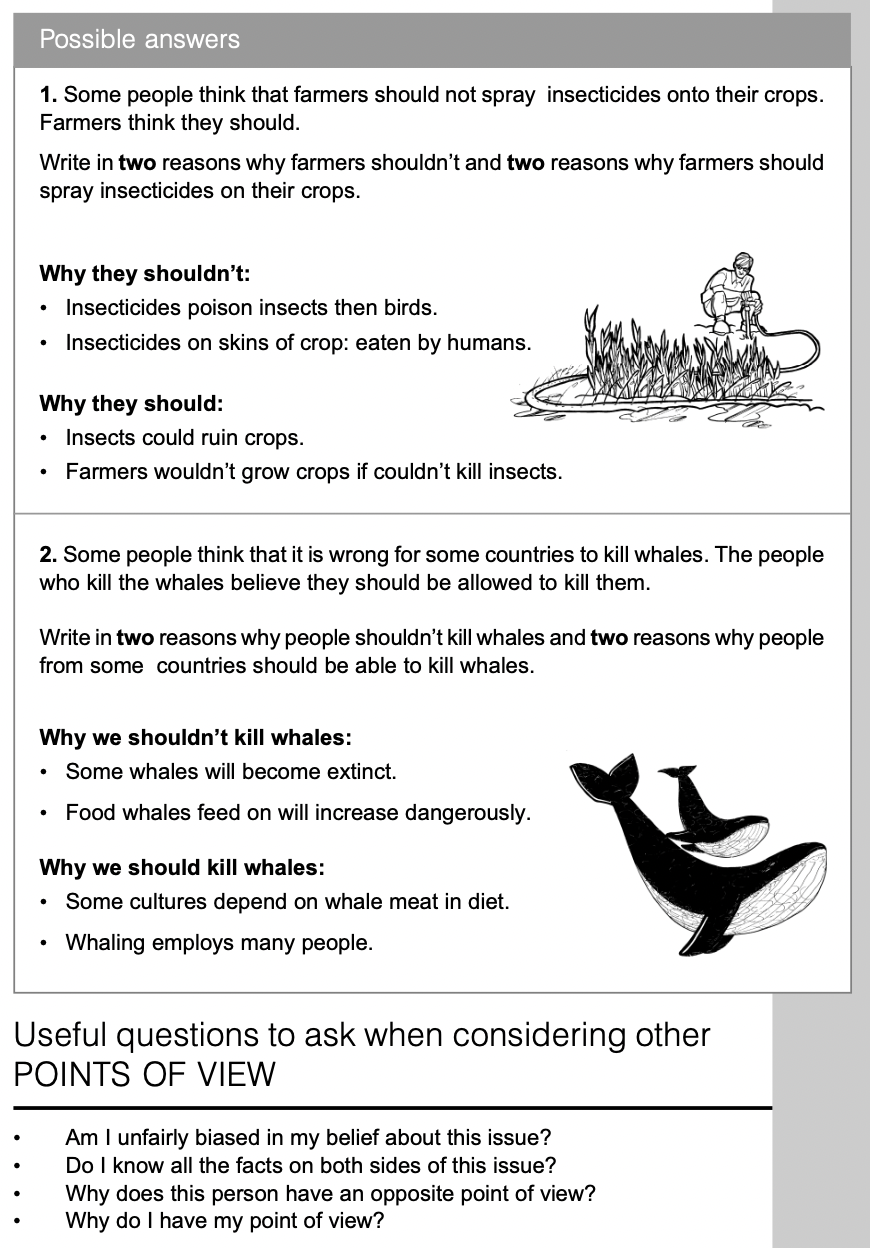 Possible answers
1. Some people think that farmers should not spray  insecticides onto their crops.
Farmers think they should.
Write in two reasons why farmers shouldn’t and two reasons why farmers should
spray insecticides on their crops.
Why they shouldn’t:
• Insecticides poison insects then birds.
• Insecticides on skins of crop: eaten by humans.
Why they should:
• Insects could ruin crops.
• Farmers wouldn’t grow crops if couldn’t kill insects.
2. Some people think that it is wrong for some countries to kill whales. The people
who kill the whales believe they should be allowed to kill them.
Write in two reasons why people shouldn’t kill whales and two reasons why people
from some  countries should be able to kill whales.
Why we shouldn’t kill whales:
• Some whales will become extinct.
• Food whales feed on will increase dangerously.
Why we should kill whales:
• Some cultures depend on whale meat in diet.
• Whaling employs many people.
Useful questions to ask when considering other
POINTS OF VIEW
• Am I unfairly biased in my belief about this issue?
• Do I know all the facts on both sides of this issue?
• Why does this person have an opposite point of view?
• Why do I have my point of view?